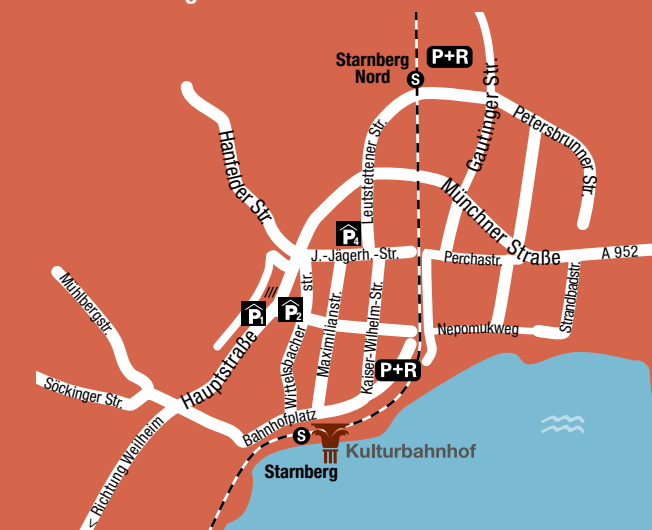 P+R
Starnberg
Nord
S
Gautinger Str.
Petersbrunner Str.
Leutstettener Str.
Hanfelder Str.
Münchner Straße
P4
J.-Jägerh.-Str.
Perchastr.
A 952
Strandbadstr.
Mühlbergstr.
str.
Wittelsbacher
Maximilianstr.
Kaiser-Wilhelm-Str.
P1
P2
Nepomukweg
Hauptstraße
P+R
Söckinger Str.
Bahnhofplatz
S
Kulturbahnhof
Starnberg
< Richtung Weilheim